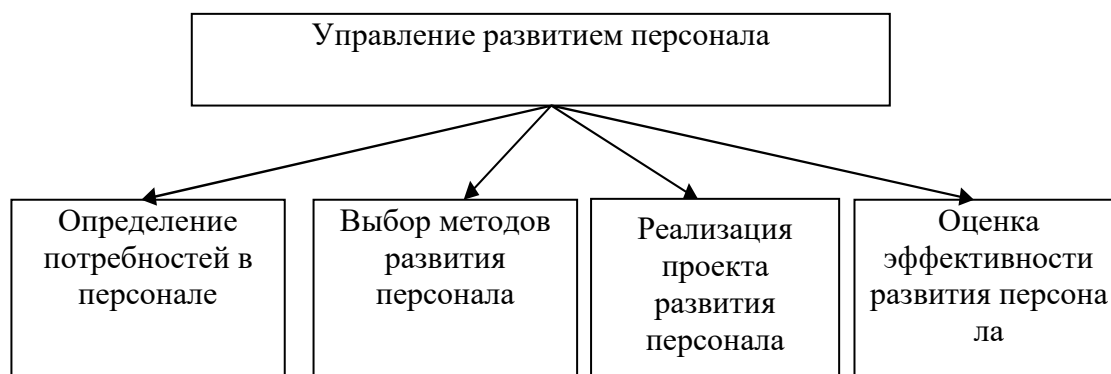 Управление развитием персонала
Определение
потребностей в
персонале
Выбор методов
развития
персонала
Реализация
проекта
развития
персонала
Оценка
эффективности
развития персона
ла